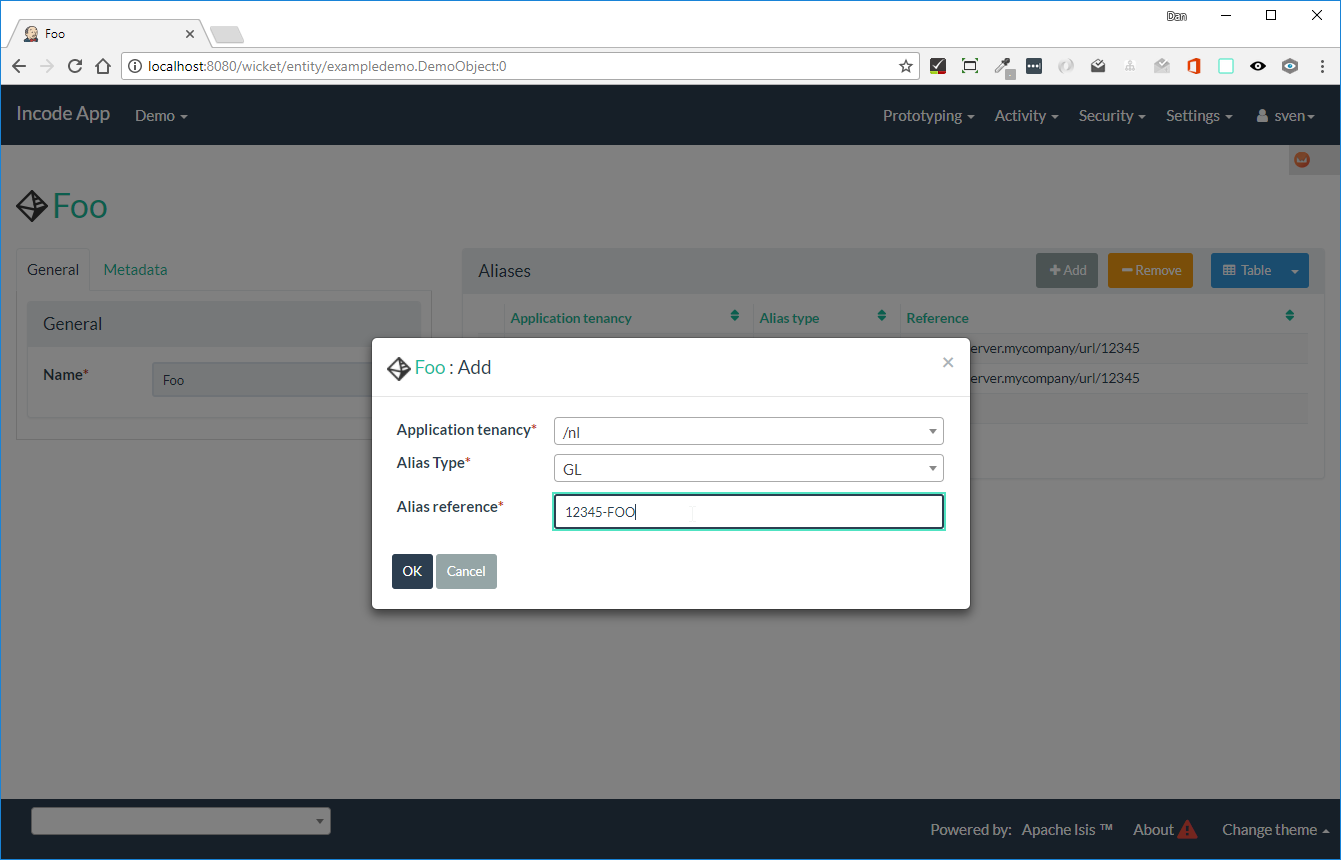 Dan
Foo
localhost:8080/wicket/entity/exampledemo.DemoObject:0
Incode App Demo Prototyping Activity Security Settings sven
Foo
General Metadata Aliases Add Remove Table
General Application tenancy Alias type Reference
erver.mycompany/url/12345
Name* Foo erver.mycompany/url/12345
Foo : Add
Application tenancy* /nl
Alias Type* GL
Alias reference* 12345-FOO
OK Cancel
Powered by: Apache Isis ™ About Change theme